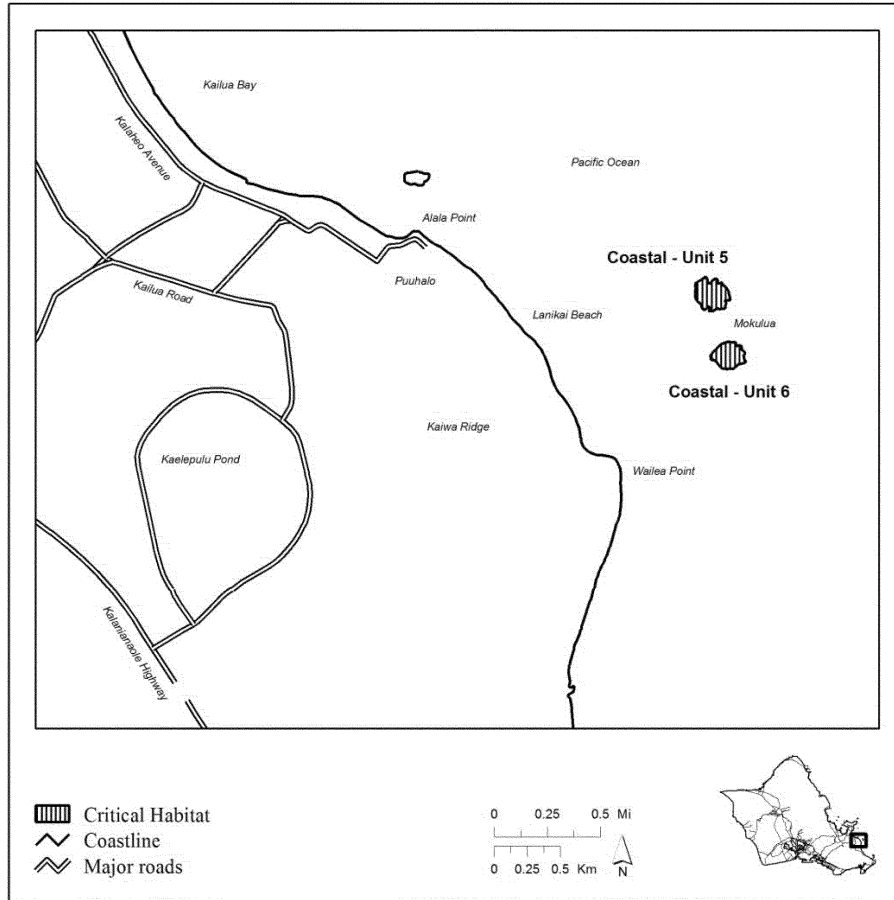 Kailua Bay
Kalaheo Avenue
Pacific Ocean
Alala Point
Coastal - Unit 5
Puuhalo
Kailua Road
Lanikai Beach
Mokulua
Coastal - Unit 6
Kaiwa Ridge
Kaelepulu Pond
Wailea Point
Kalanianaole Highway
Critical Habitat
Coastline
Major roads
0 0.25 0.5 Mi
0 0.25 0.5 Km
N